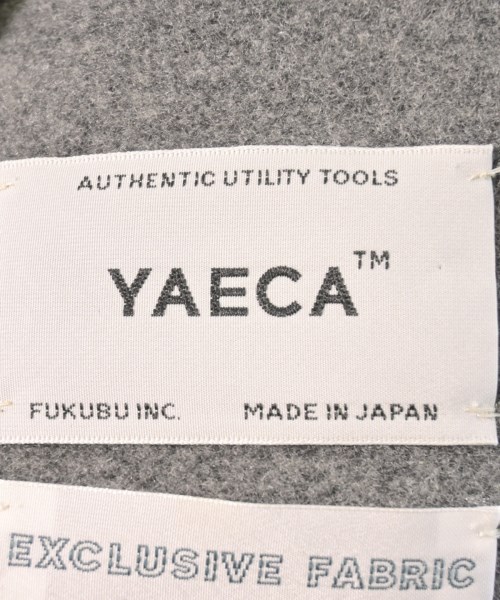 AUTHENTIC UTILITY TOOLS
YAECA™
FUKUBU INC. MADE IN JAPAN
EXCLUSIVE FABRIC